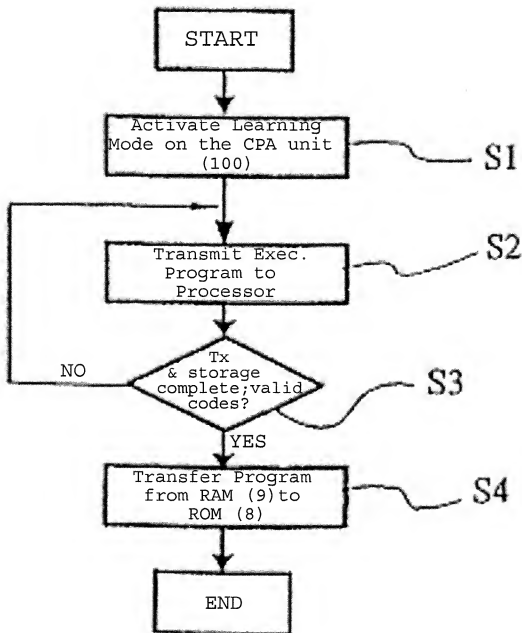 START
Activate Learning
Mode on the CPA unit
(100)
S1
Transmit Exec.
Program to
Processor
S2
Tx
& storage
complete;valid
codes?
NO
S3
YES
Transfer Program
from RAM (9)to
ROM (8)
S4
END